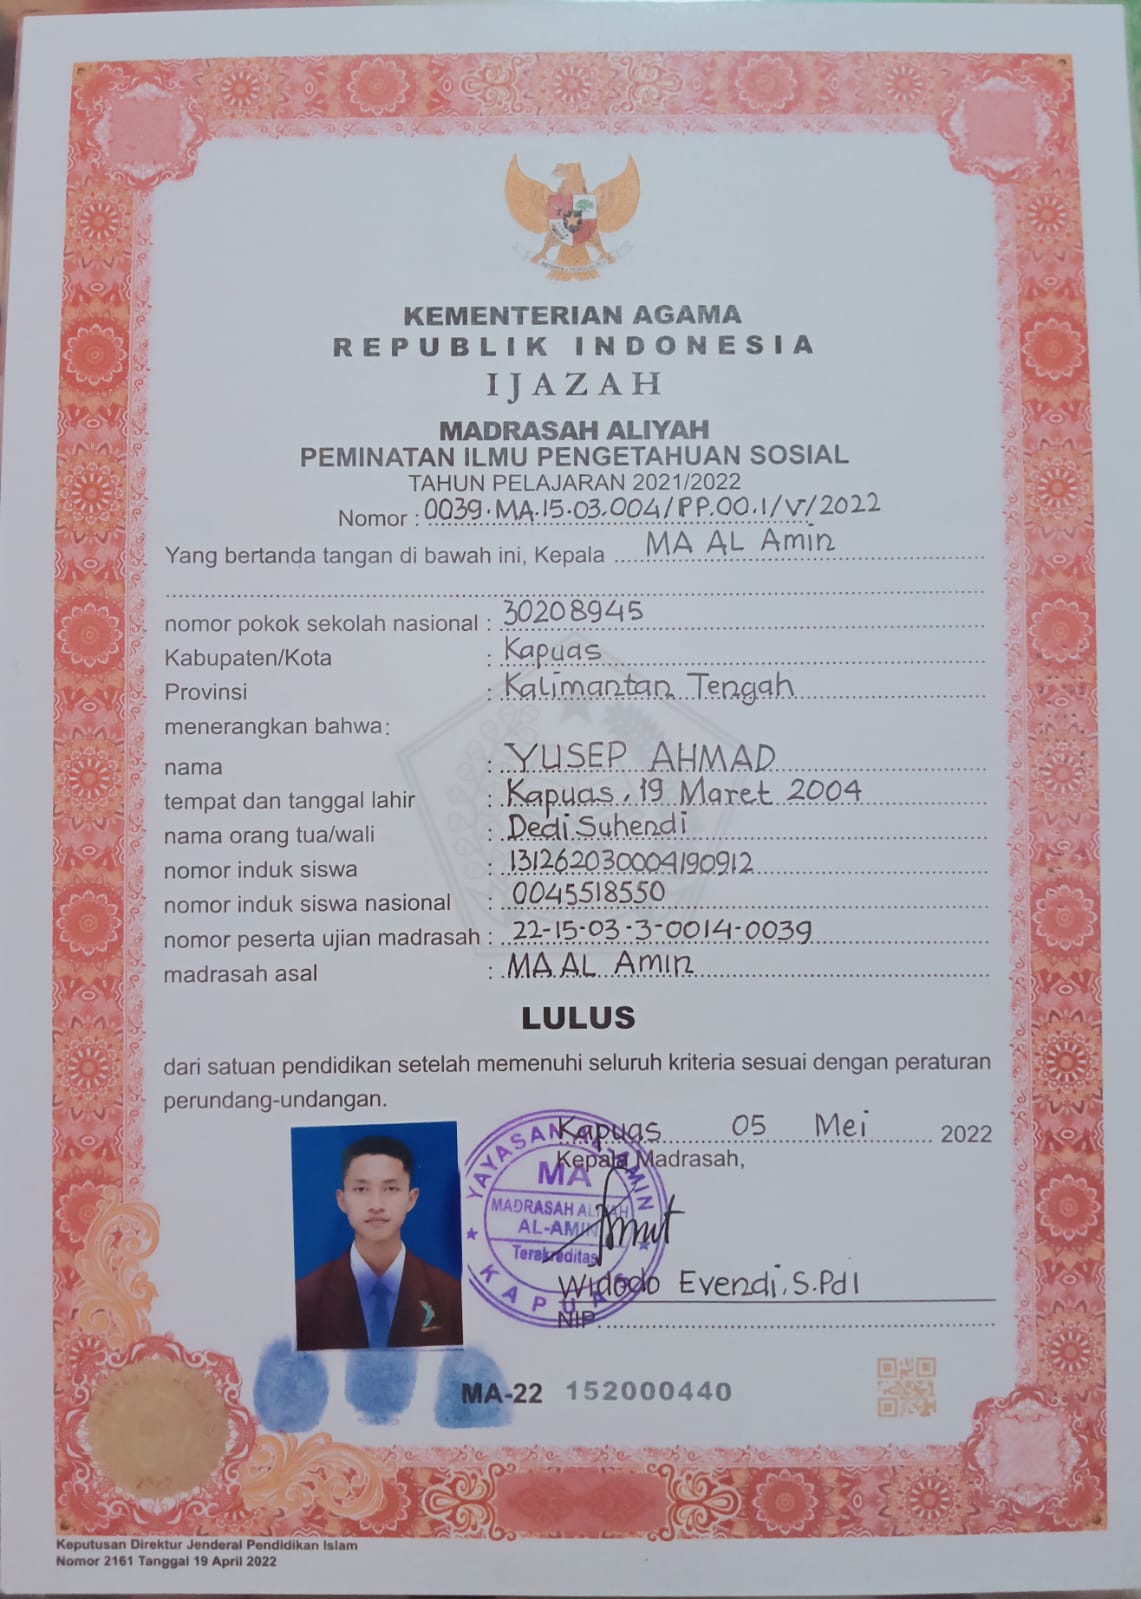 KEMENTERIAN AGAMA
REPUBLIK INDONESIA
IJAZAH
MADRASAH ALIYAH
PEMINATAN ILMU PENGETAHUAN SOSIAL
TAHUN PELAJARAN 2021/2022
Nomor : 0039.MA.15.03.004/PP.00.1/V/2022
Yang bertanda tangan di bawah ini, Kepala MA AL Amin
nomor pokok sekolah nasional : 30208945
Kabupaten/Kota : Kapuas
Provinsi : Kalimantan Tengah
menerangkan bahwa:
nama : YUSEP AHMAD
tempat dan tanggal lahir : Kapuas, 19 Maret 2004
nama orang tua/wali : Dedi Suhendi
nomor induk siswa : 131262030004190912
nomor induk siswa nasional : 0045518550
nomor peserta ujian madrasah : 22-15-03-3-0014-0039
madrasah asal : MA AL Amin
LULUS
dari satuan pendidikan setelah memenuhi seluruh kriteria sesuai dengan peraturan
perundang-undangan.
Kapuas 05 Mei 2022
Kepala Madrasah,
YAYASAN AL AMIN
MA
MADRASAH ALIYAH
AL-AMIN
Terakreditasi
KAPUAS
Widodo Evendi, S.PdI
NIP.
MA-22 152000440
Keputusan Direktur Jenderal Pendidikan Islam
Nomor 2161 Tanggal 19 April 2022